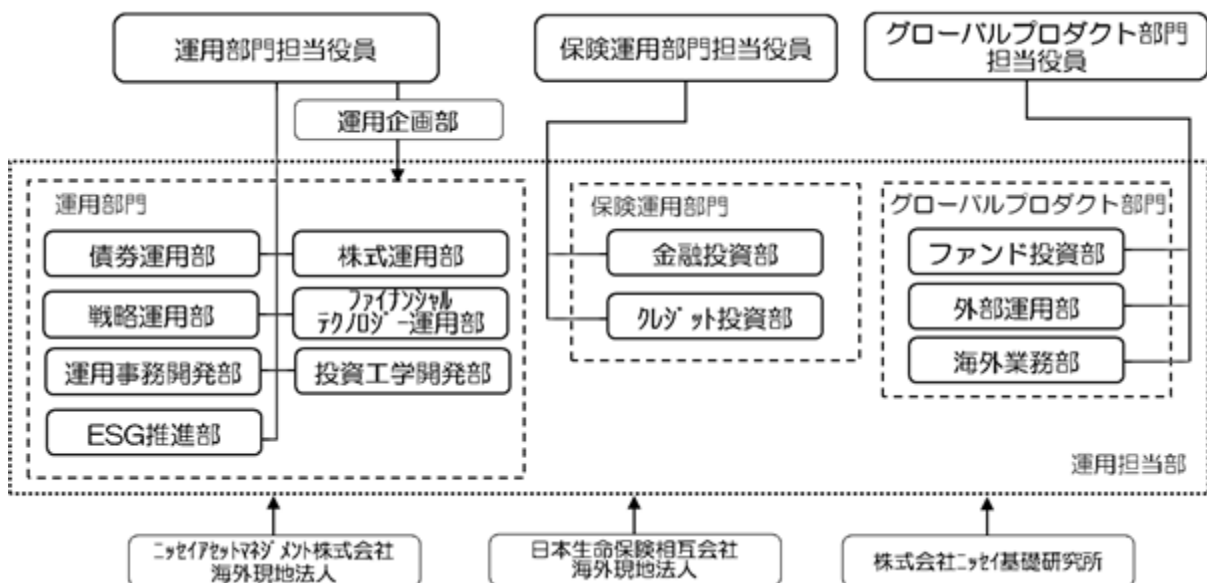 運用部門担当役員
保険運用部門担当役員
グローバルプロダクト部門
担当役員
運用企画部
運用部門
債券運用部
株式運用部
戦略運用部
ファイナンシャル
テクノロジー運用部
運用事務開発部
投資工学開発部
ESG推進部
保険運用部門
金融投資部
クレジット投資部
グローバルプロダクト部門
ファンド投資部
外部運用部
海外業務部
運用担当部
ニッセイアセットマネジメント株式会社
海外現地法人
日本生命保険相互会社
海外現地法人
株式会社ニッセイ基礎研究所